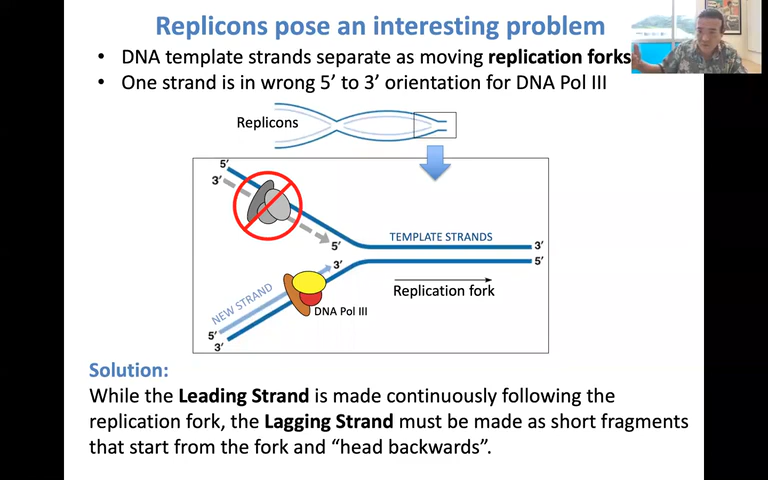 Replicons pose an interesting problem
• DNA template strands separate as moving replication forks
• One strand is in wrong 5’ to 3’ orientation for DNA Pol III
Replicons
5’
3’
5’
TEMPLATE STRANDS
3’
3’
5’
Replication fork
NEW STRAND
DNA Pol III
5’
3’
Solution:
While the Leading Strand is made continuously following the
replication fork, the Lagging Strand must be made as short fragments
that start from the fork and “head backwards”.